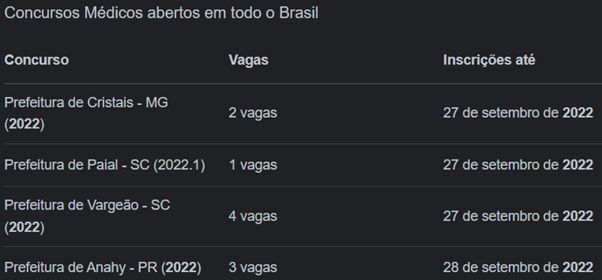 Concursos Médicos abertos em todo o Brasil
Concurso Vagas Inscrições até
Prefeitura de Cristais - MG
(2022) 2 vagas 27 de setembro de 2022
Prefeitura de Paial - SC (2022.1) 1 vagas 27 de setembro de 2022
Prefeitura de Vargeão - SC
(2022) 4 vagas 27 de setembro de 2022
Prefeitura de Anahy - PR (2022) 3 vagas 28 de setembro de 2022